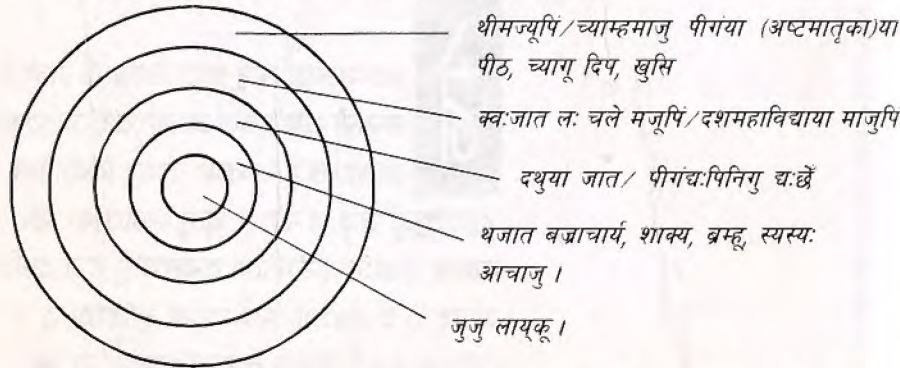 थीमज्यूपिं/च्याम्हमाजु पीगंया (अष्टमातृका)या
पीठ, च्यागू दिप, खुसि
क्वःजात लः चले मजूपिं/दशमहाविद्याया माजुपिं
दथुया जात/ पीगंद्यःपिनिगु द्यःछेँ
थजात बज्राचार्य, शाक्य, ब्रम्हू, स्यस्यः
आचाजु ।
जुजु लाय्कू ।